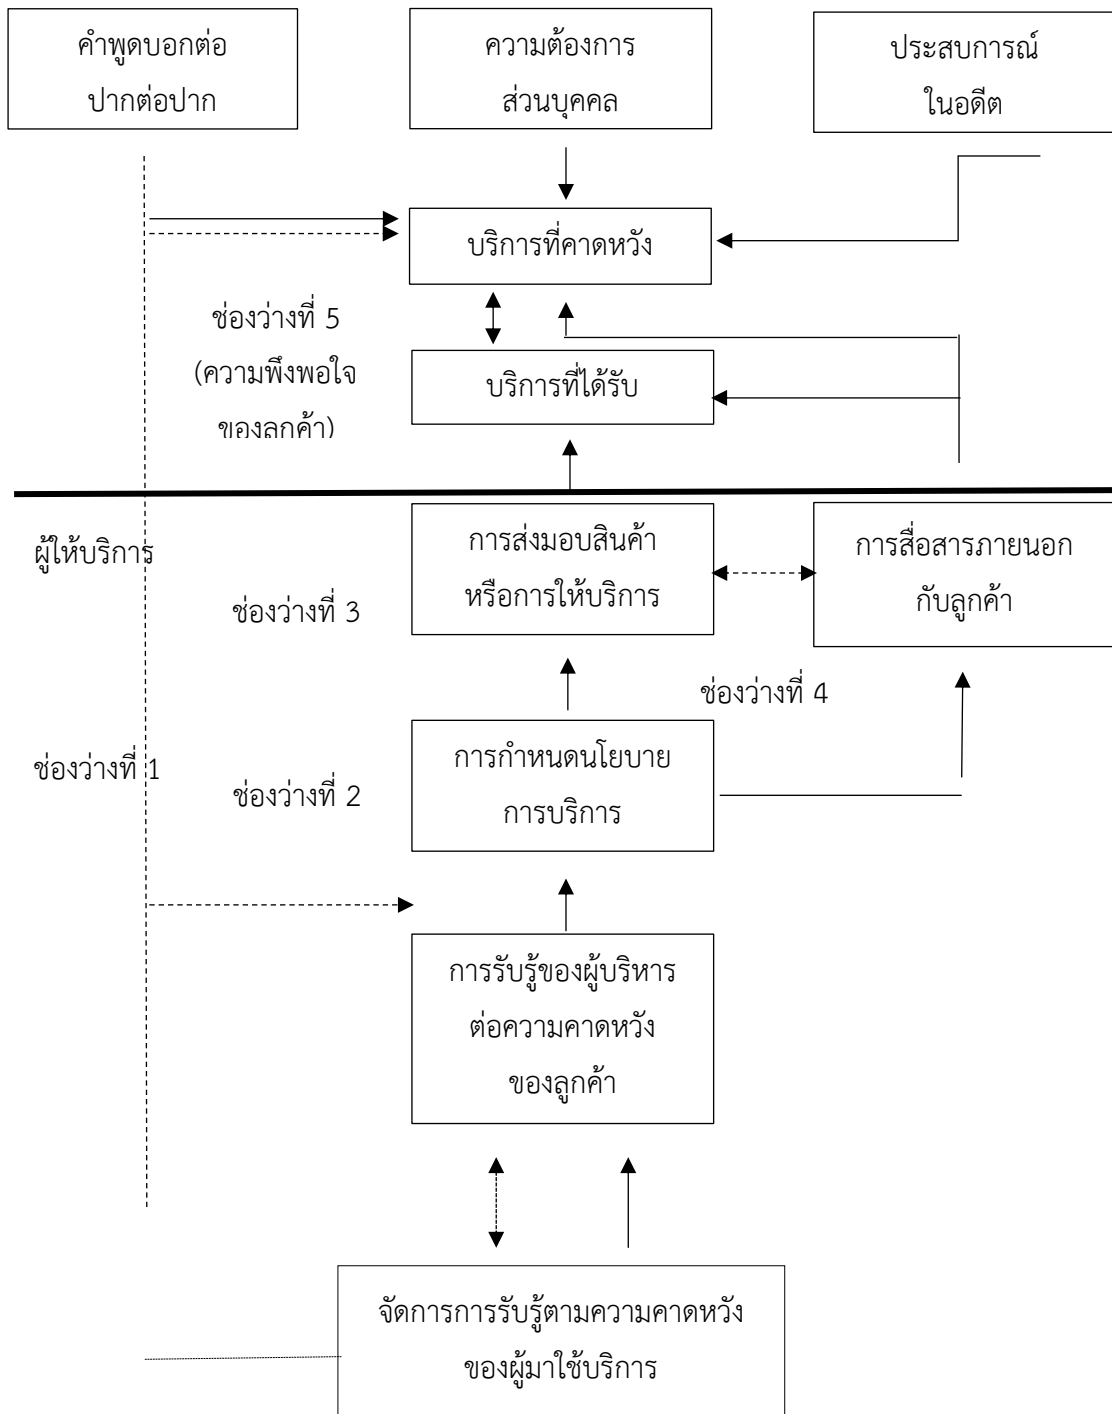 คำพูดบอกต่อ
ปากต่อปาก
ความต้องการ
ส่วนบุคคล
ประสบการณ์
ในอดีต
บริการที่คาดหวัง
ช่องว่างที่ 5
(ความพึงพอใจ
ของลูกค้า)
บริการที่ได้รับ
ผู้ให้บริการ
การส่งมอบสินค้า
หรือการให้บริการ
การสื่อสารภายนอก
กับลูกค้า
ช่องว่างที่ 3
ช่องว่างที่ 4
ช่องว่างที่ 1
ช่องว่างที่ 2
การกำหนดนโยบาย
การบริการ
การรับรู้ของผู้บริหาร
ต่อความคาดหวัง
ของลูกค้า
จัดการการรับรู้ตามความคาดหวัง
ของผู้มาใช้บริการ